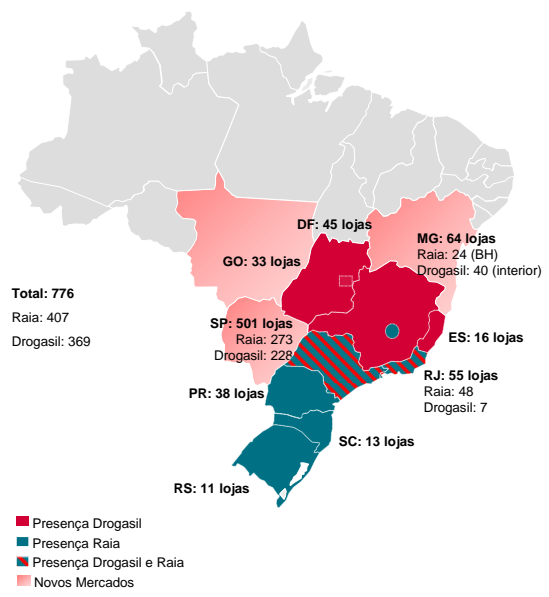 DF: 45 lojas
MG: 64 lojas
Raia: 24 (BH)
Drogasil: 40 (interior)
GO: 33 lojas
Total: 776
Raia: 407
Drogasil: 369
SP: 501 lojas
Raia: 273
Drogasil: 228
ES: 16 lojas
RJ: 55 lojas
Raia: 48
Drogasil: 7
PR: 38 lojas
SC: 13 lojas
RS: 11 lojas
Presença Drogasil
Presença Raia
Presença Drogasil e Raia
Novos Mercados